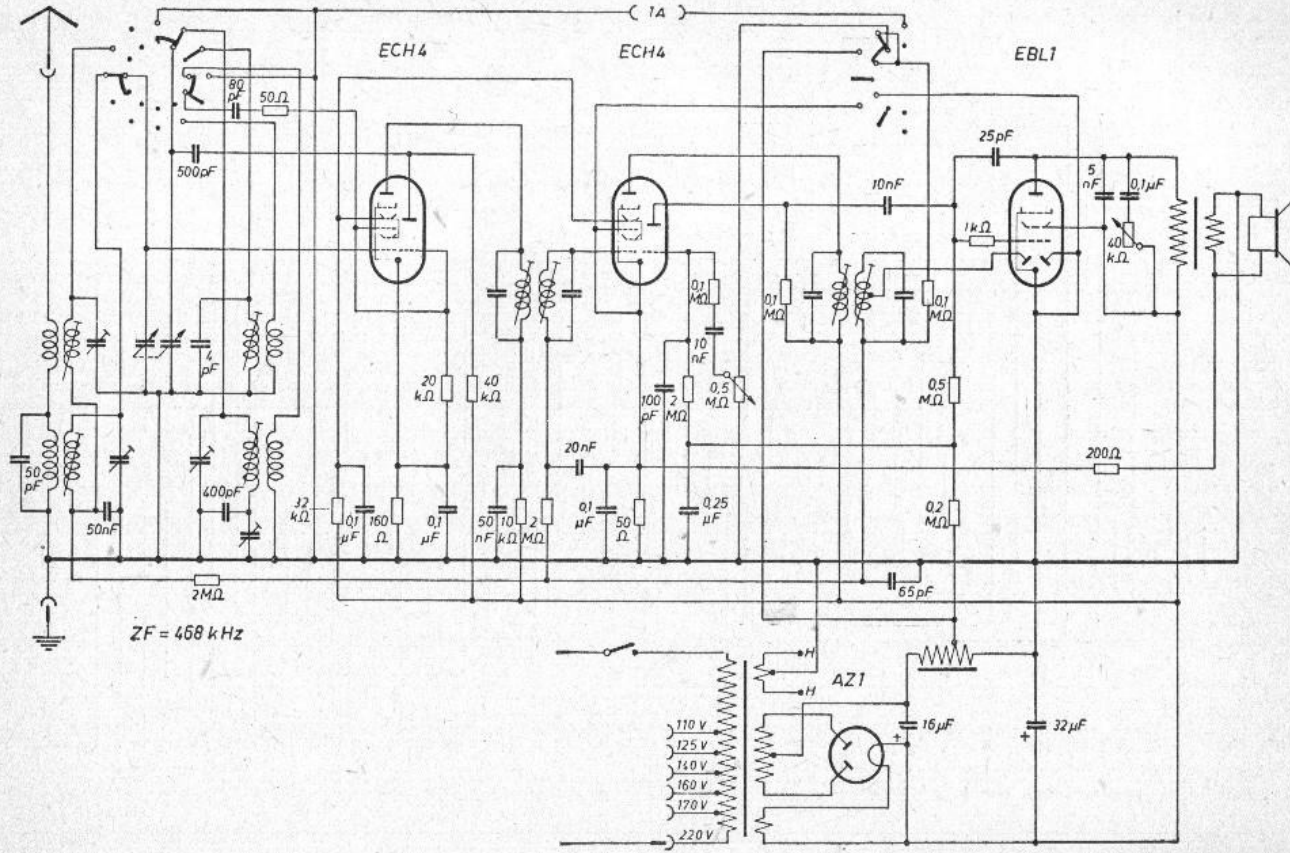 ( 1A )
ECH4
ECH4
EBL1
80
pF
50Ω
25pF
500pF
10nF
5
nF
0,1µF
1kΩ
40
kΩ
0,1
MΩ
0,1
MΩ
0,1
MΩ
10
nF
4
pF
20
kΩ
40
kΩ
100
pF
2
MΩ
0,5
MΩ
0,5
MΩ
20nF
200Ω
50
pF
400pF
50nF
32
kΩ
0,1
µF
160
Ω
0,1
µF
50
nF
10
kΩ
2
MΩ
0,1
µF
50
Ω
0,25
µF
0,2
MΩ
2MΩ
65pF
ZF = 468 kHz
H
AZ1
H
110 V
125 V
140 V
160 V
170 V
220 V
16µF
+
32µF
+